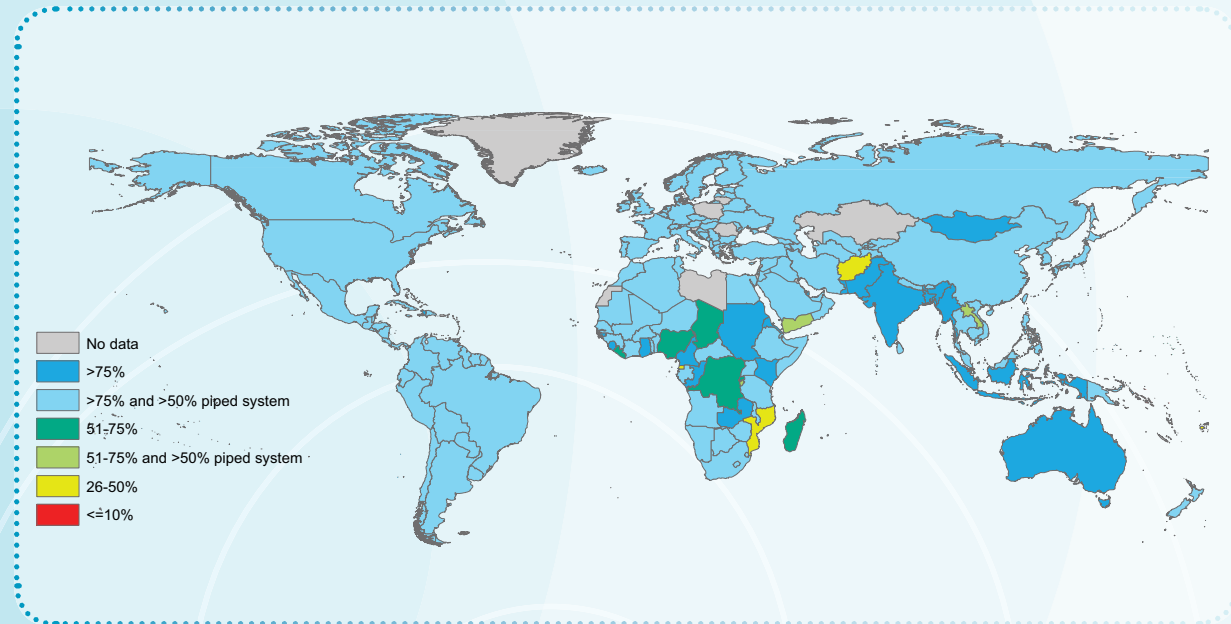 No data
>75%
>75% and >50% piped system
51-75%
51-75% and >50% piped system
26-50%
<=10%